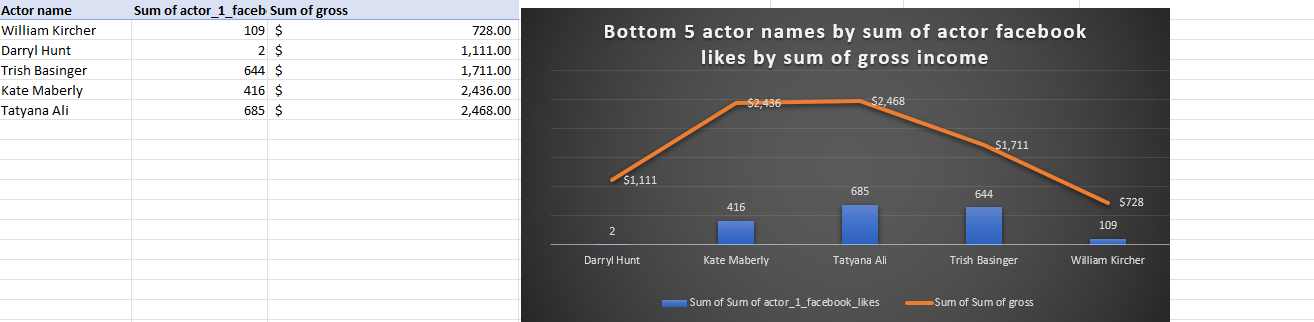 Actor name Sum of actor_1_faceb Sum of gross
William Kircher 109 $ 728.00
Darryl Hunt 2 $ 1,111.00
Trish Basinger 644 $ 1,711.00
Kate Maberly 416 $ 2,436.00
Tatyana Ali 685 $ 2,468.00
Bottom 5 actor names by sum of actor facebook
likes by sum of gross income
$2,436 $2,468
$1,711
$1,111
685
644
$728
416
109
2
Darryl Hunt Kate Maberly Tatyana Ali Trish Basinger William Kircher
Sum of Sum of actor_1_facebook_likes Sum of Sum of gross